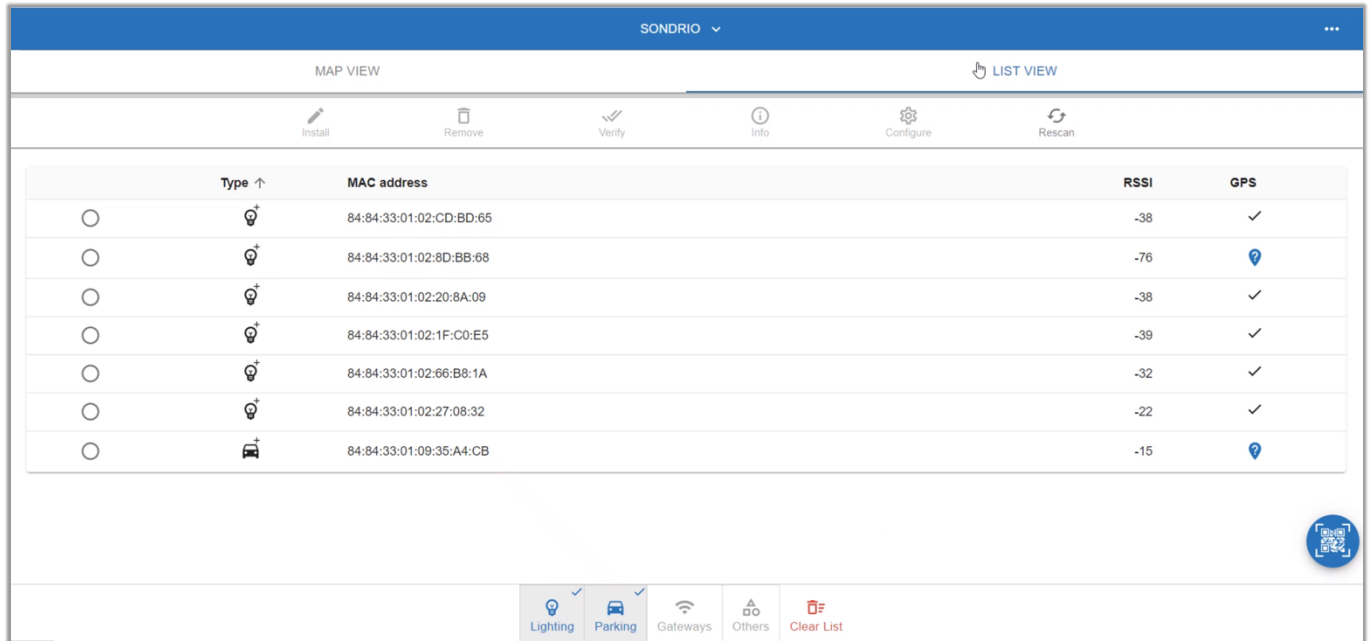 SONDRIO
MAP VIEW
LIST VIEW
Install
Remove
Verify
Info
Configure
Rescan
Type MAC address RSSI GPS
84:84:33:01:02:CD:BD:65 -38
84:84:33:01:02:8D:BB:68 -76
84:84:33:01:02:20:8A:09 -38
84:84:33:01:02:1F:C0:E5 -39
84:84:33:01:02:66:B8:1A -32
84:84:33:01:02:27:08:32 -22
84:84:33:01:09:35:A4:CB -15
Lighting
Parking
Gateways
Others
Clear List